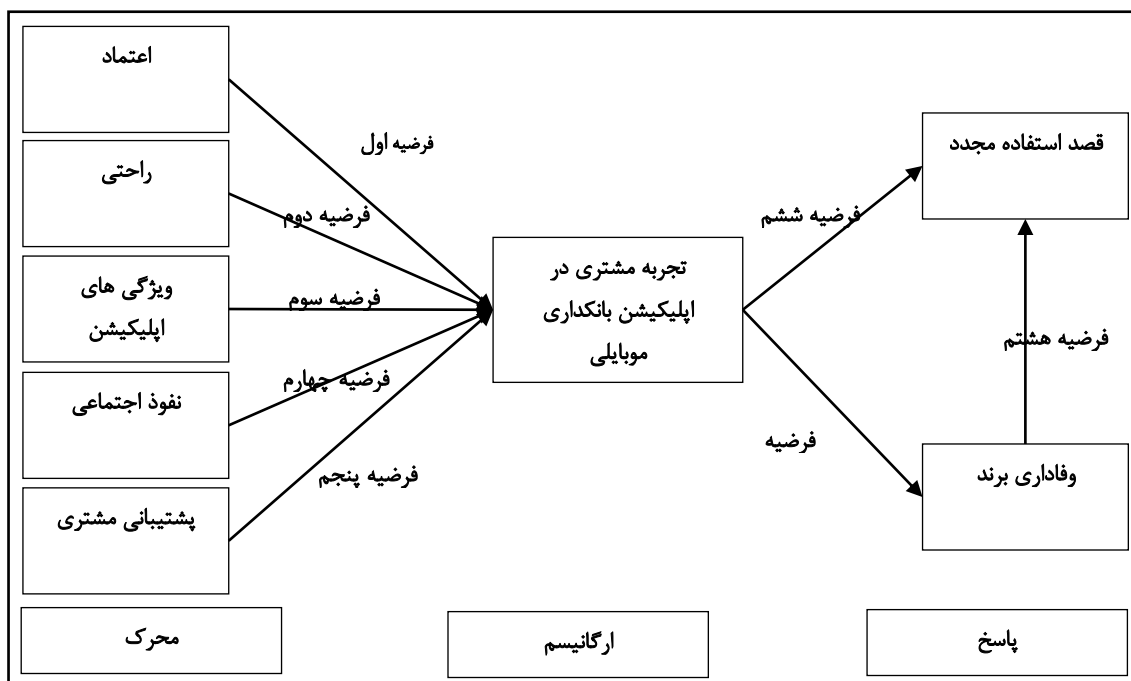 اعتماد
فرضیه اول
قصد استفاده مجدد
راحتی
فرضیه دوم
فرضیه ششم
تجربه مشتری در
اپلیکیشن بانکداری
موبایلی
ویژگی های
اپلیکیشن
فرضیه سوم
فرضیه هشتم
نفوذ اجتماعی
فرضیه چهارم
فرضیه
وفاداری برند
پشتیبانی مشتری
فرضیه پنجم
محرک
ارگانیسم
پاسخ